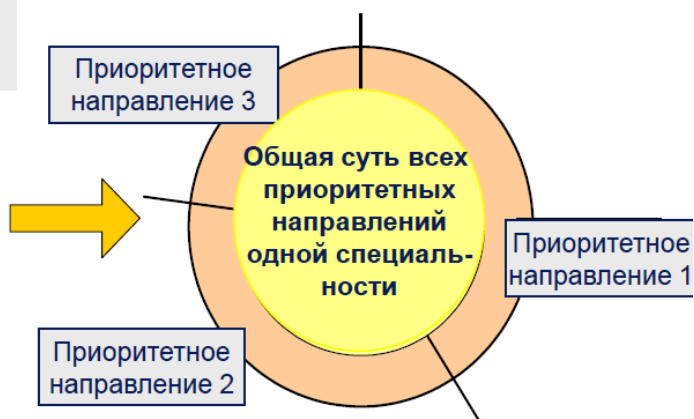 Приоритетное
направление 3
Общая суть всех
приоритетных
направлений
одной специаль-
ности
Приоритетное
направление 1
Приоритетное
направление 2